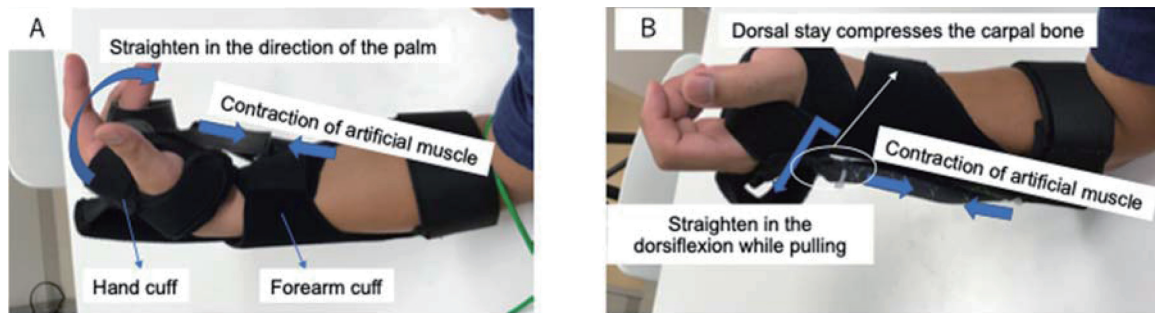 A
Straighten in the direction of the palm
Contraction of artificial muscle
Hand cuff
Forearm cuff
B
Dorsal stay compresses the carpal bone
Contraction of artificial muscle
Straighten in the
dorsiflexion while pulling